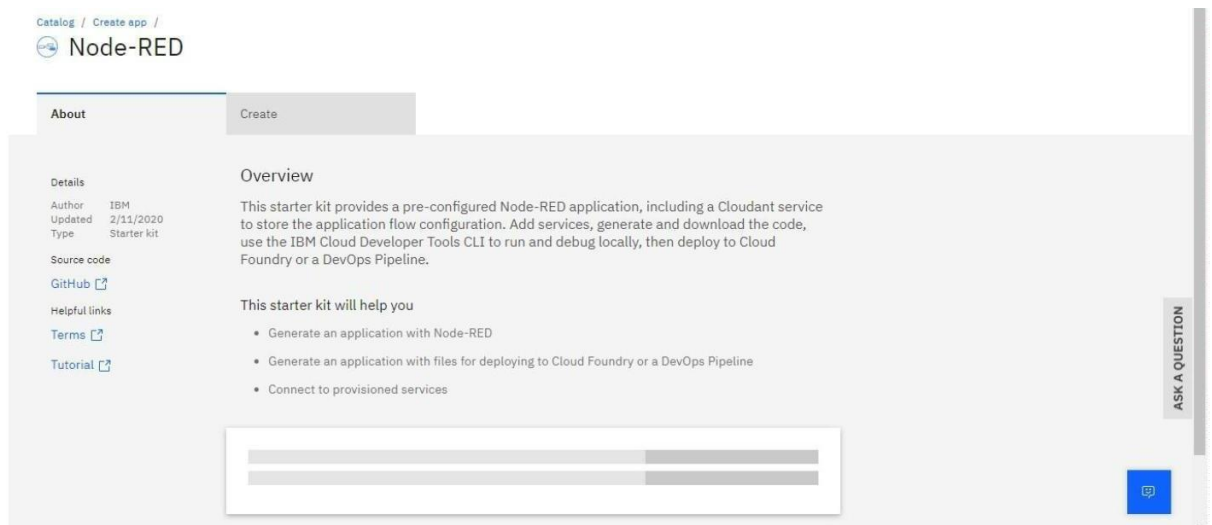 Catalog / Create app /
Node-RED
About
Create
Details
Author IBM
Updated 2/11/2020
Type Starter kit
Source code
GitHub
Helpful links
Terms
Tutorial
Overview
This starter kit provides a pre-configured Node-RED application, including a Cloudant service
to store the application flow configuration. Add services, generate and download the code,
use the IBM Cloud Developer Tools CLI to run and debug locally, then deploy to Cloud
Foundry or a DevOps Pipeline.
This starter kit will help you
• Generate an application with Node-RED
• Generate an application with files for deploying to Cloud Foundry or a DevOps Pipeline
• Connect to provisioned services
ASK A QUESTION